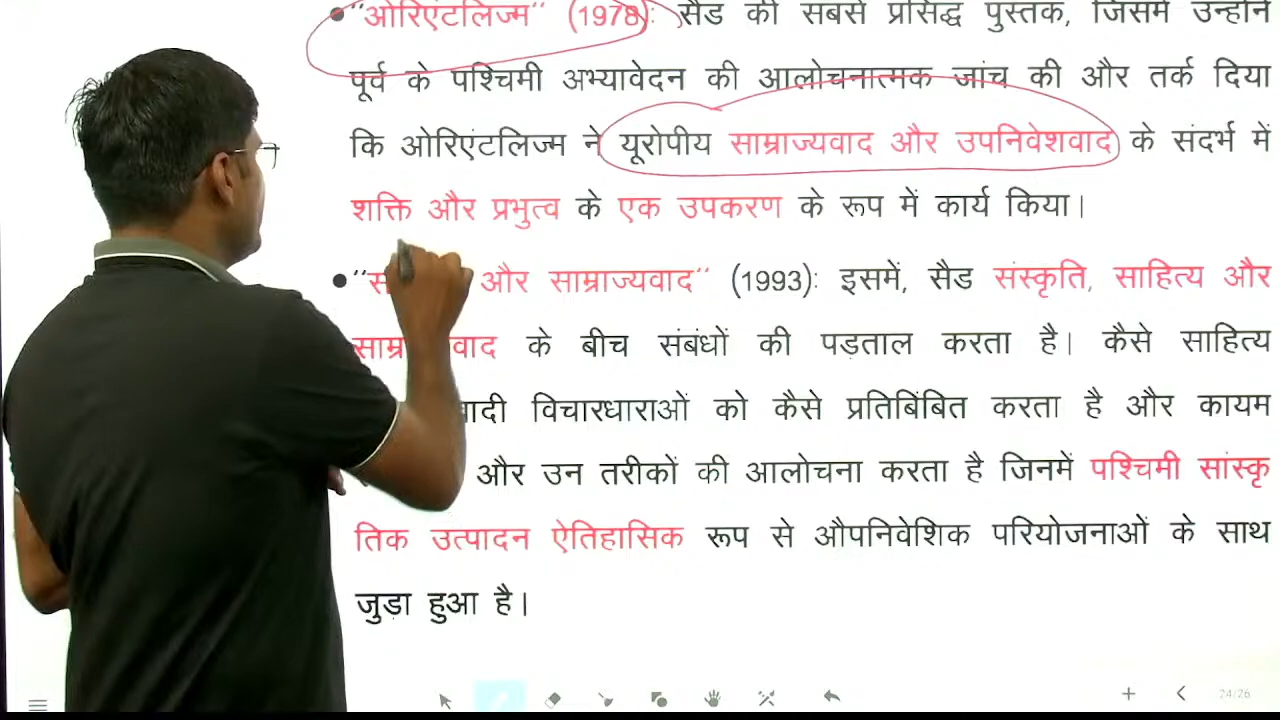 "ओरिएंटलिज्म" (1978): सैड की सबसे प्रसिद्ध पुस्तक, जिसमें उन्होंने
पूर्व के पश्चिमी अभ्यावेदन की आलोचनात्मक जांच की और तर्क दिया
कि ओरिएंटलिज्म ने यूरोपीय साम्राज्यवाद और उपनिवेशवाद के संदर्भ में
शक्ति और प्रभुत्व के एक उपकरण के रूप में कार्य किया।
और साम्राज्यवाद" (1993): इसमें, सैड संस्कृति, साहित्य और
के बीच संबंधों की पड़ताल करता है। कैसे साहित्य
विचारधाराओं को कैसे प्रतिबिंबित करता है और कायम
और उन तरीकों की आलोचना करता है जिनमें पश्चिमी सांस्कृ
तिक उत्पादन ऐतिहासिक रूप से औपनिवेशिक परियोजनाओं के साथ
जुड़ा हुआ है।
24/26